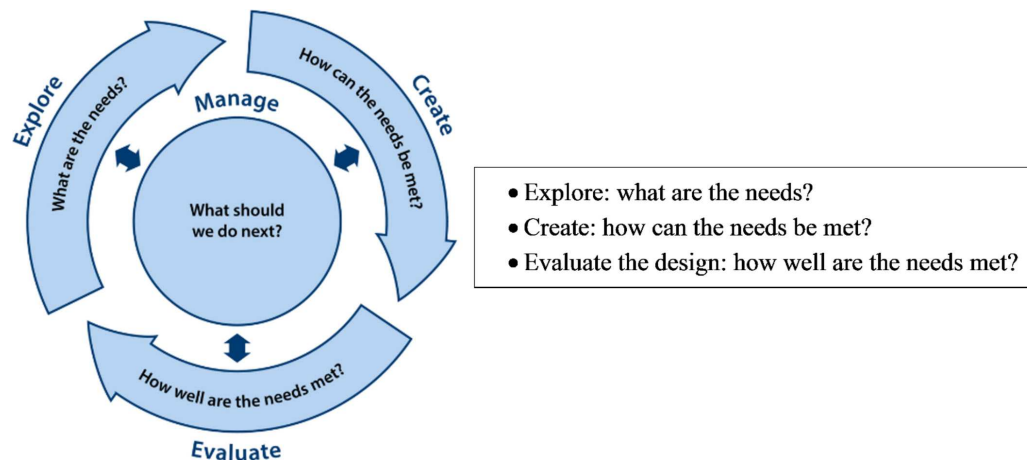 Explore
What are the needs?
Create
How can the needs be met?
Manage
What should
we do next?
Evaluate
How well are the needs met?
• Explore: what are the needs?
• Create: how can the needs be met?
• Evaluate the design: how well are the needs met?